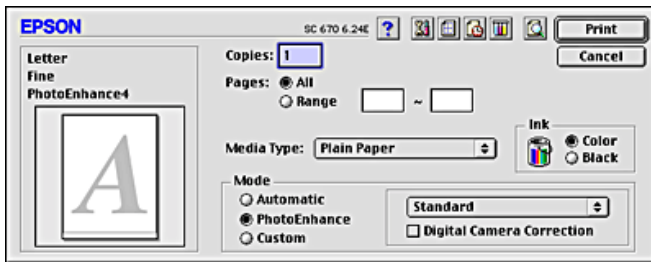 EPSON
SC 670 6.24E ?
Print
Cancel
Letter
Fine
PhotoEnhance4
A
Copies: 1
Pages: All
Range ~
Media Type: Plain Paper
Ink
Color
Black
Mode
Automatic
PhotoEnhance
Custom
Standard
Digital Camera Correction